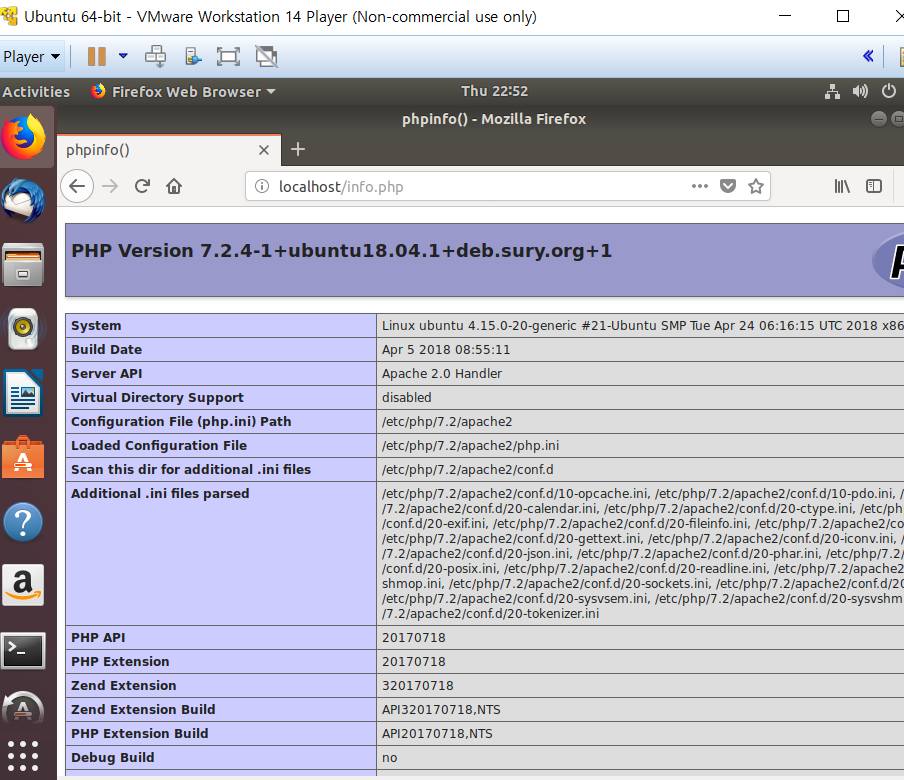 Ubuntu 64-bit - VMware Workstation 14 Player (Non-commercial use only)
Player
Activities Firefox Web Browser Thu 22:52
phpinfo() - Mozilla Firefox
phpinfo()
localhost/info.php
PHP Version 7.2.4-1+ubuntu18.04.1+deb.sury.org+1
System Linux ubuntu 4.15.0-20-generic #21-Ubuntu SMP Tue Apr 24 06:16:15 UTC 2018 x86
Build Date Apr 5 2018 08:55:11
Server API Apache 2.0 Handler
Virtual Directory Support disabled
Configuration File (php.ini) Path /etc/php/7.2/apache2
Loaded Configuration File /etc/php/7.2/apache2/php.ini
Scan this dir for additional .ini files /etc/php/7.2/apache2/conf.d
Additional .ini files parsed /etc/php/7.2/apache2/conf.d/10-opcache.ini, /etc/php/7.2/apache2/conf.d/10-pdo.ini, /
/7.2/apache2/conf.d/20-calendar.ini, /etc/php/7.2/apache2/conf.d/20-ctype.ini, /etc/ph
/conf.d/20-exif.ini, /etc/php/7.2/apache2/conf.d/20-fileinfo.ini, /etc/php/7.2/apache2/co
/etc/php/7.2/apache2/conf.d/20-gettext.ini, /etc/php/7.2/apache2/conf.d/20-iconv.ini, /
/7.2/apache2/conf.d/20-json.ini, /etc/php/7.2/apache2/conf.d/20-phar.ini, /etc/php/7.2/
/conf.d/20-posix.ini, /etc/php/7.2/apache2/conf.d/20-readline.ini, /etc/php/7.2/apache2
shmop.ini, /etc/php/7.2/apache2/conf.d/20-sockets.ini, /etc/php/7.2/apache2/conf.d/20
/etc/php/7.2/apache2/conf.d/20-sysvsem.ini, /etc/php/7.2/apache2/conf.d/20-sysvshm
/7.2/apache2/conf.d/20-tokenizer.ini
PHP API 20170718
PHP Extension 20170718
Zend Extension 320170718
Zend Extension Build API320170718,NTS
PHP Extension Build API20170718,NTS
Debug Build no